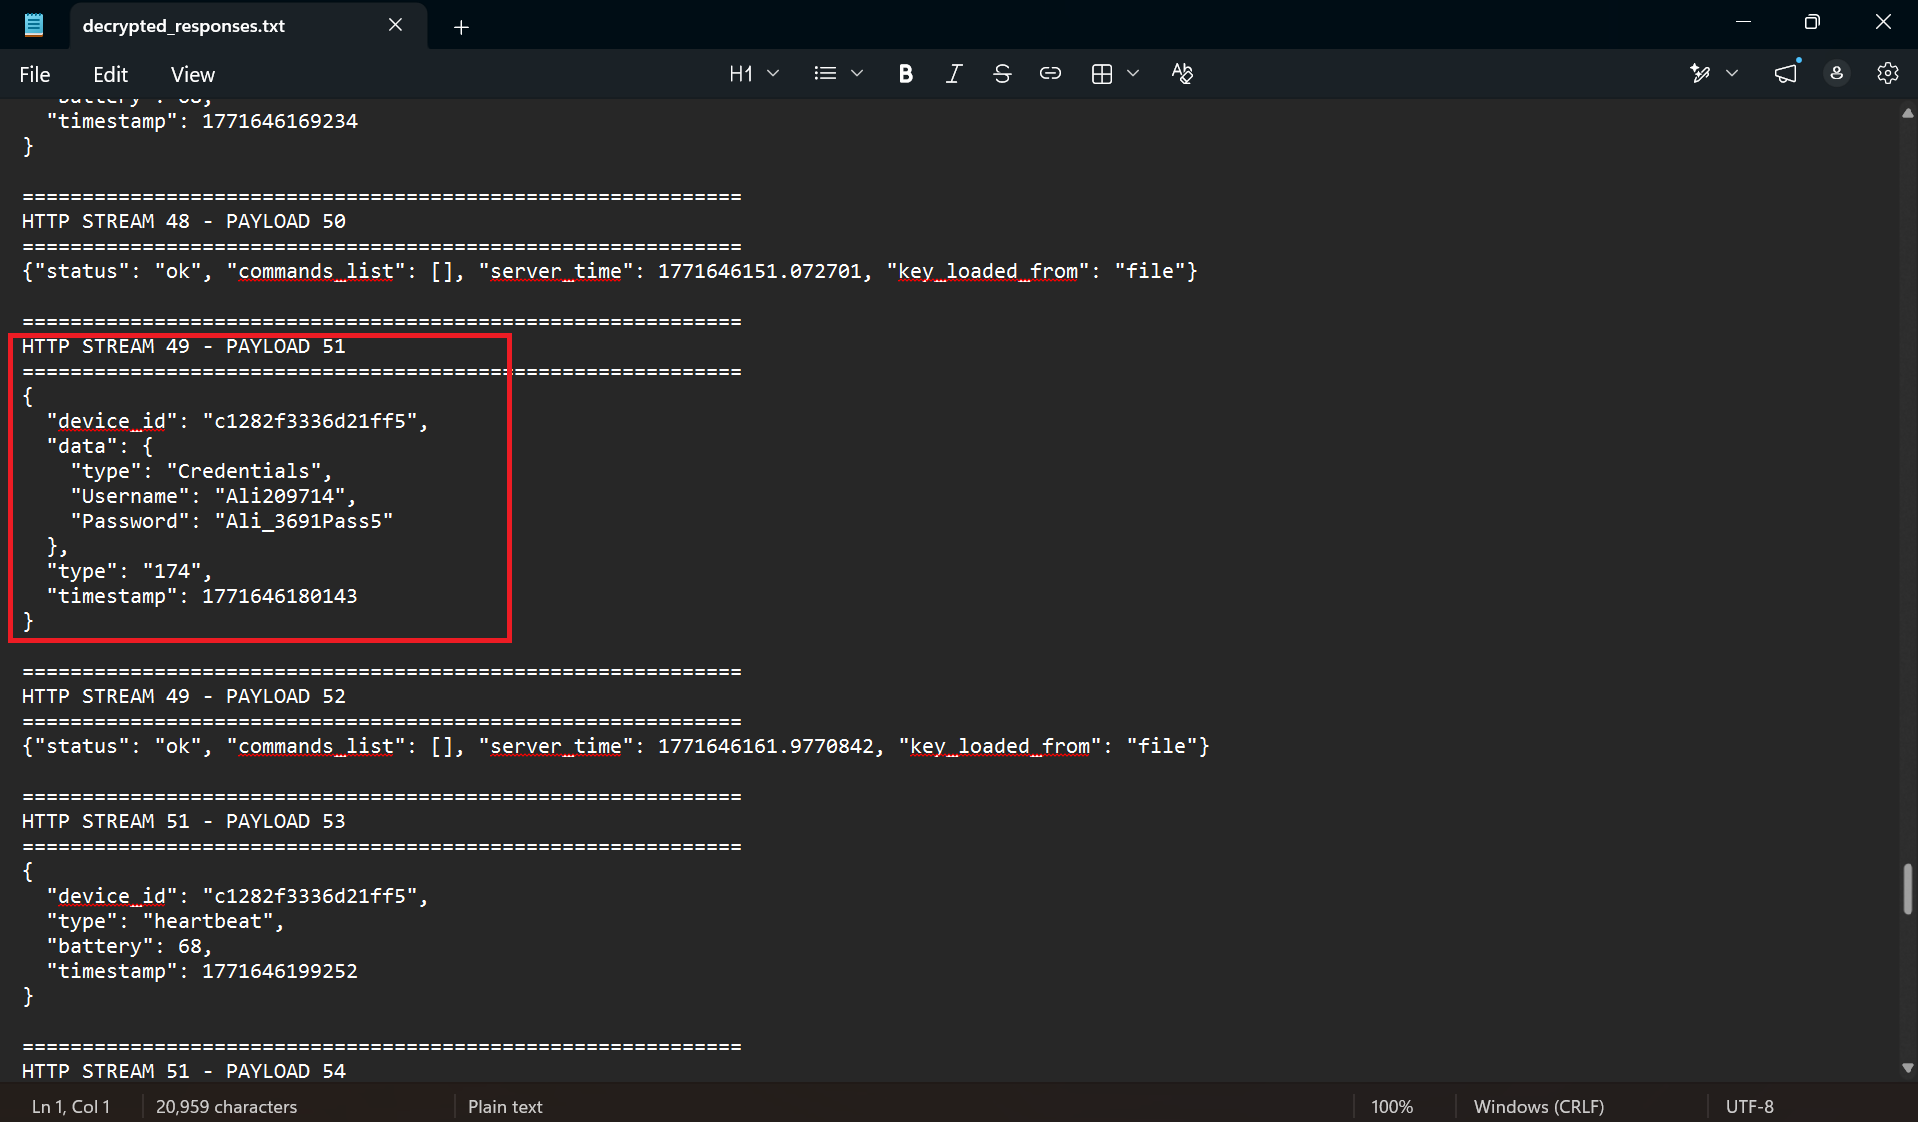 decrypted_responses.txt
File Edit View H1
"battery": 68,
"timestamp": 1771646169234
}
============================================================
HTTP STREAM 48 - PAYLOAD 50
============================================================
{"status": "ok", "commands_list": [], "server_time": 1771646151.072701, "key_loaded_from": "file"}
============================================================
HTTP STREAM 49 - PAYLOAD 51
============================================================
{
"device_id": "c1282f3336d21ff5",
"data": {
"type": "Credentials",
"Username": "Ali209714",
"Password": "Ali_3691Pass5"
},
"type": "174",
"timestamp": 1771646180143
}
============================================================
HTTP STREAM 49 - PAYLOAD 52
============================================================
{"status": "ok", "commands_list": [], "server_time": 1771646161.9770842, "key_loaded_from": "file"}
============================================================
HTTP STREAM 51 - PAYLOAD 53
============================================================
{
"device_id": "c1282f3336d21ff5",
"type": "heartbeat",
"battery": 68,
"timestamp": 1771646199252
}
============================================================
HTTP STREAM 51 - PAYLOAD 54
Ln 1, Col 1 20,959 characters Plain text 100% Windows (CRLF) UTF-8